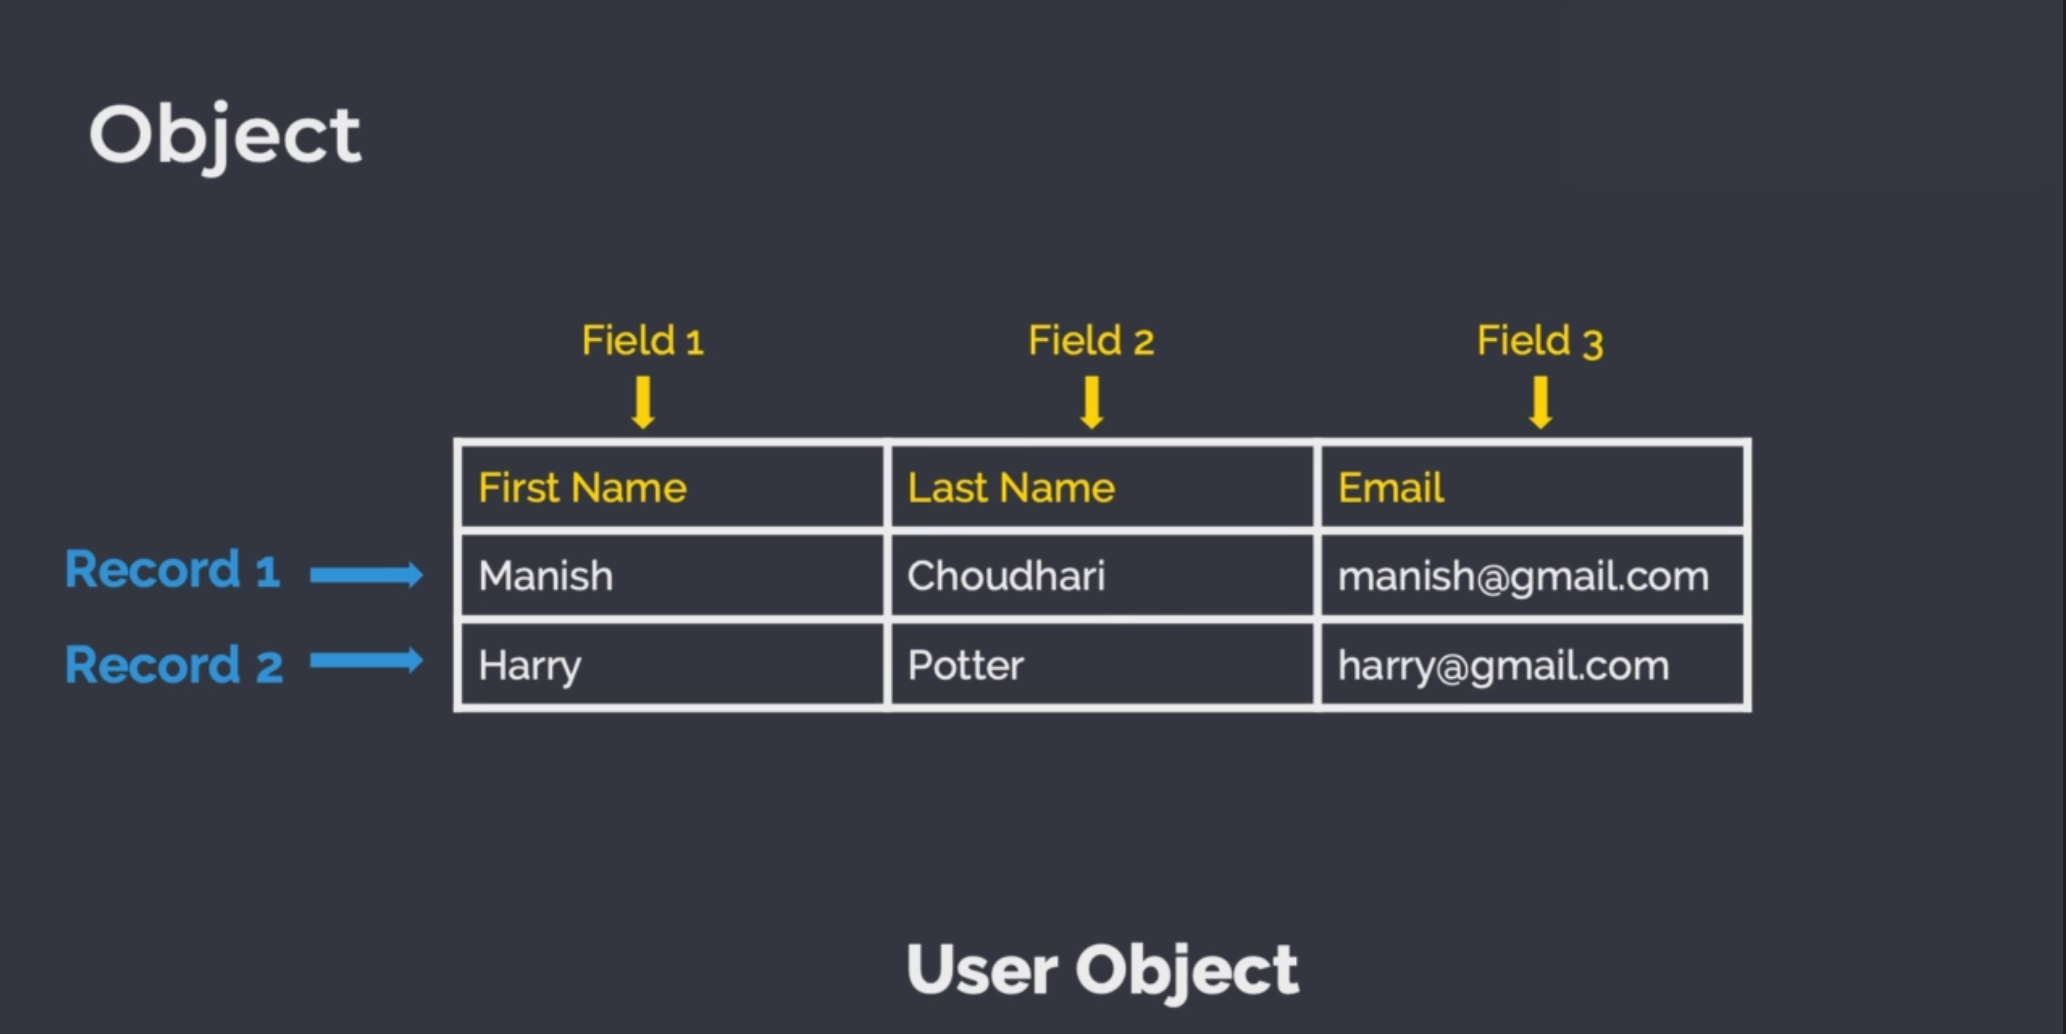 Object
Field 1 Field 2 Field 3
First Name Last Name Email
Record 1 Manish Choudhari manish@gmail.com
Record 2 Harry Potter harry@gmail.com
User Object